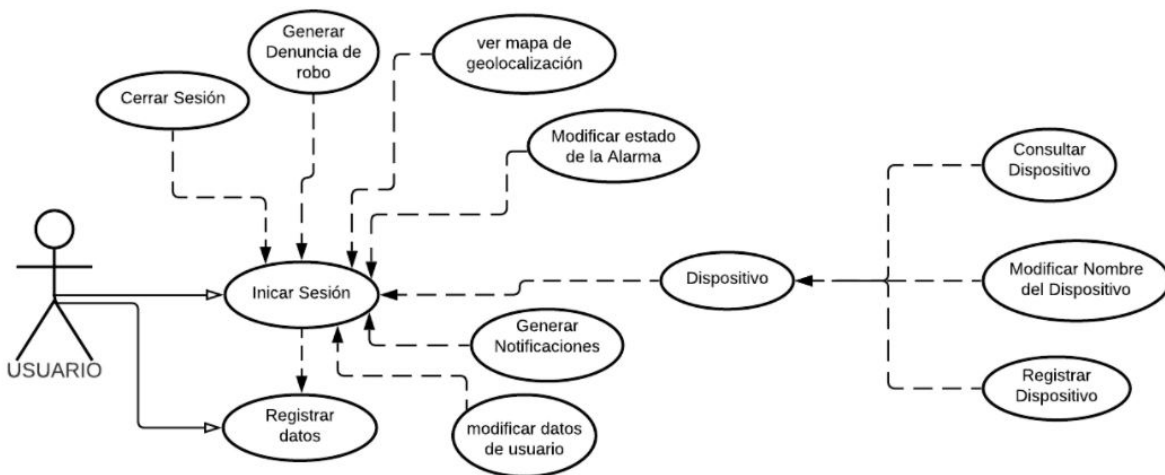 Generar
Denuncia de
robo
ver mapa de
geolocalización
Cerrar Sesión
Modificar estado
de la Alarma
Consultar
Dispositivo
Inicar Sesión
Dispositivo
Modificar Nombre
del Dispositivo
Generar
Notificaciones
USUARIO
Registrar
Dispositivo
Registrar
datos
modificar datos
de usuario